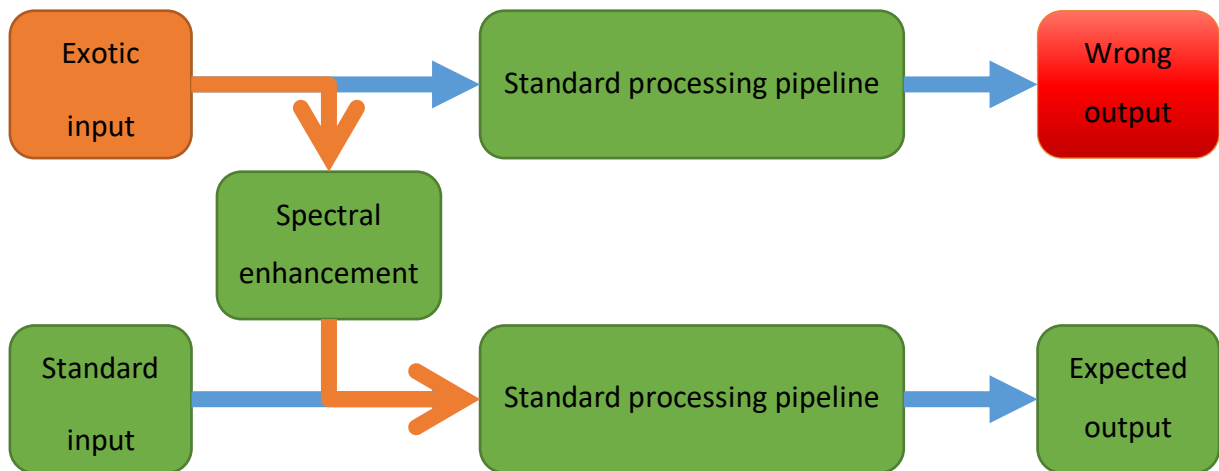 Exotic
input
Standard processing pipeline
Wrong
output
Spectral
enhancement
Standard
input
Standard processing pipeline
Expected
output